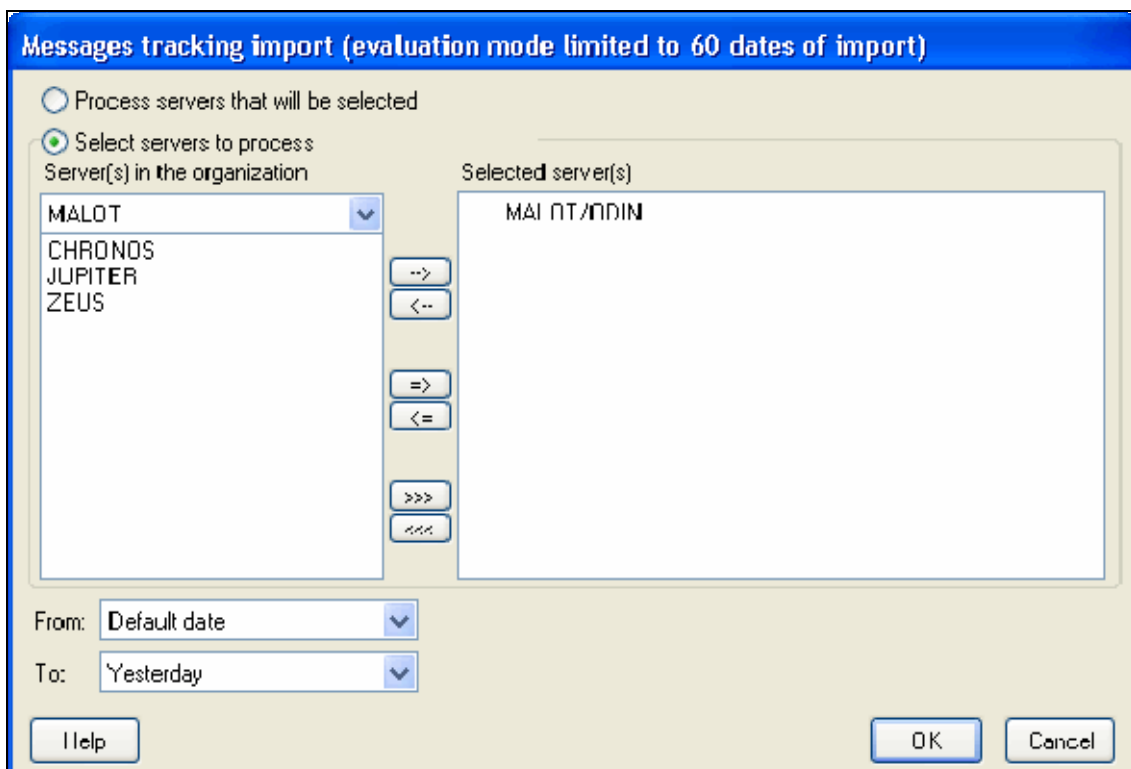 Messages tracking import (evaluation mode limited to 60 dates of import)
Process servers that will be selected
Select servers to process
Server(s) in the organization
Selected server(s)
MALOT
MALOT/ODIN
CHRONOS
JUPITER
ZEUS
-->
<--
=>
<=
>>>
<<<
From: Default date
To: Yesterday
Help OK Cancel